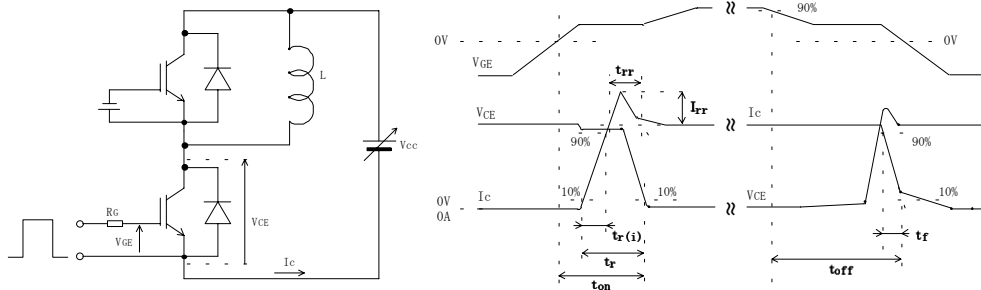 L
Vcc
RG
VGE
VCE
Ic
0V
90%
0V
VGE
trr
Irr
VCE
Ic
90%
90%
0V
0A
Ic
10%
10%
VCE
10%
tr(i)
tf
tr
toff
ton